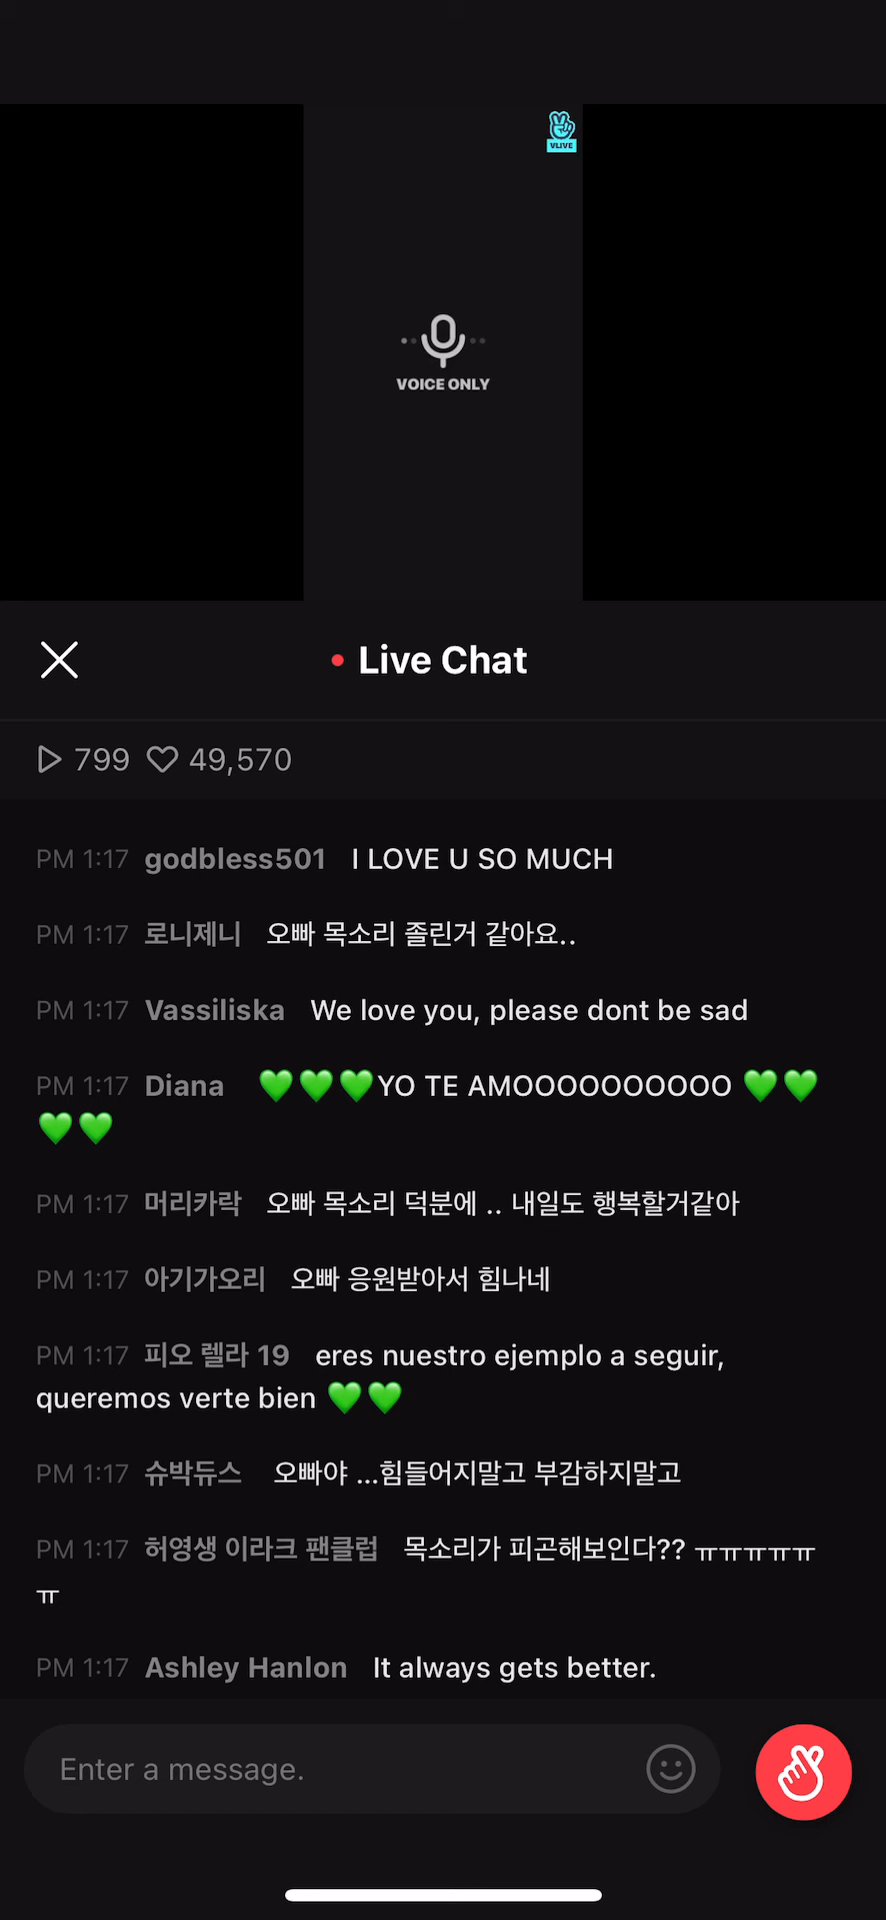 VLIVE
VOICE ONLY
Live Chat
799 49,570
PM 1:17 godbless501 I LOVE U SO MUCH
PM 1:17 로니제니 오빠 목소리 졸린거 같아요..
PM 1:17 Vassiliska We love you, please dont be sad
PM 1:17 Diana 💚💚💚YO TE AMOOOOOOOOOO 💚💚
💚💚
PM 1:17 머리카락 오빠 목소리 덕분에 .. 내일도 행복할거같아
PM 1:17 아기가오리 오빠 응원받아서 힘나네
PM 1:17 피오 렐라 19 eres nuestro ejemplo a seguir,
queremos verte bien 💚💚
PM 1:17 슈박듀스 오빠야 ...힘들어지말고 부감하지말고
PM 1:17 허영생 이라크 팬클럽 목소리가 피곤해보인다?? ㅠㅠㅠㅠㅠ
ㅠ
PM 1:17 Ashley Hanlon It always gets better.
Enter a message.